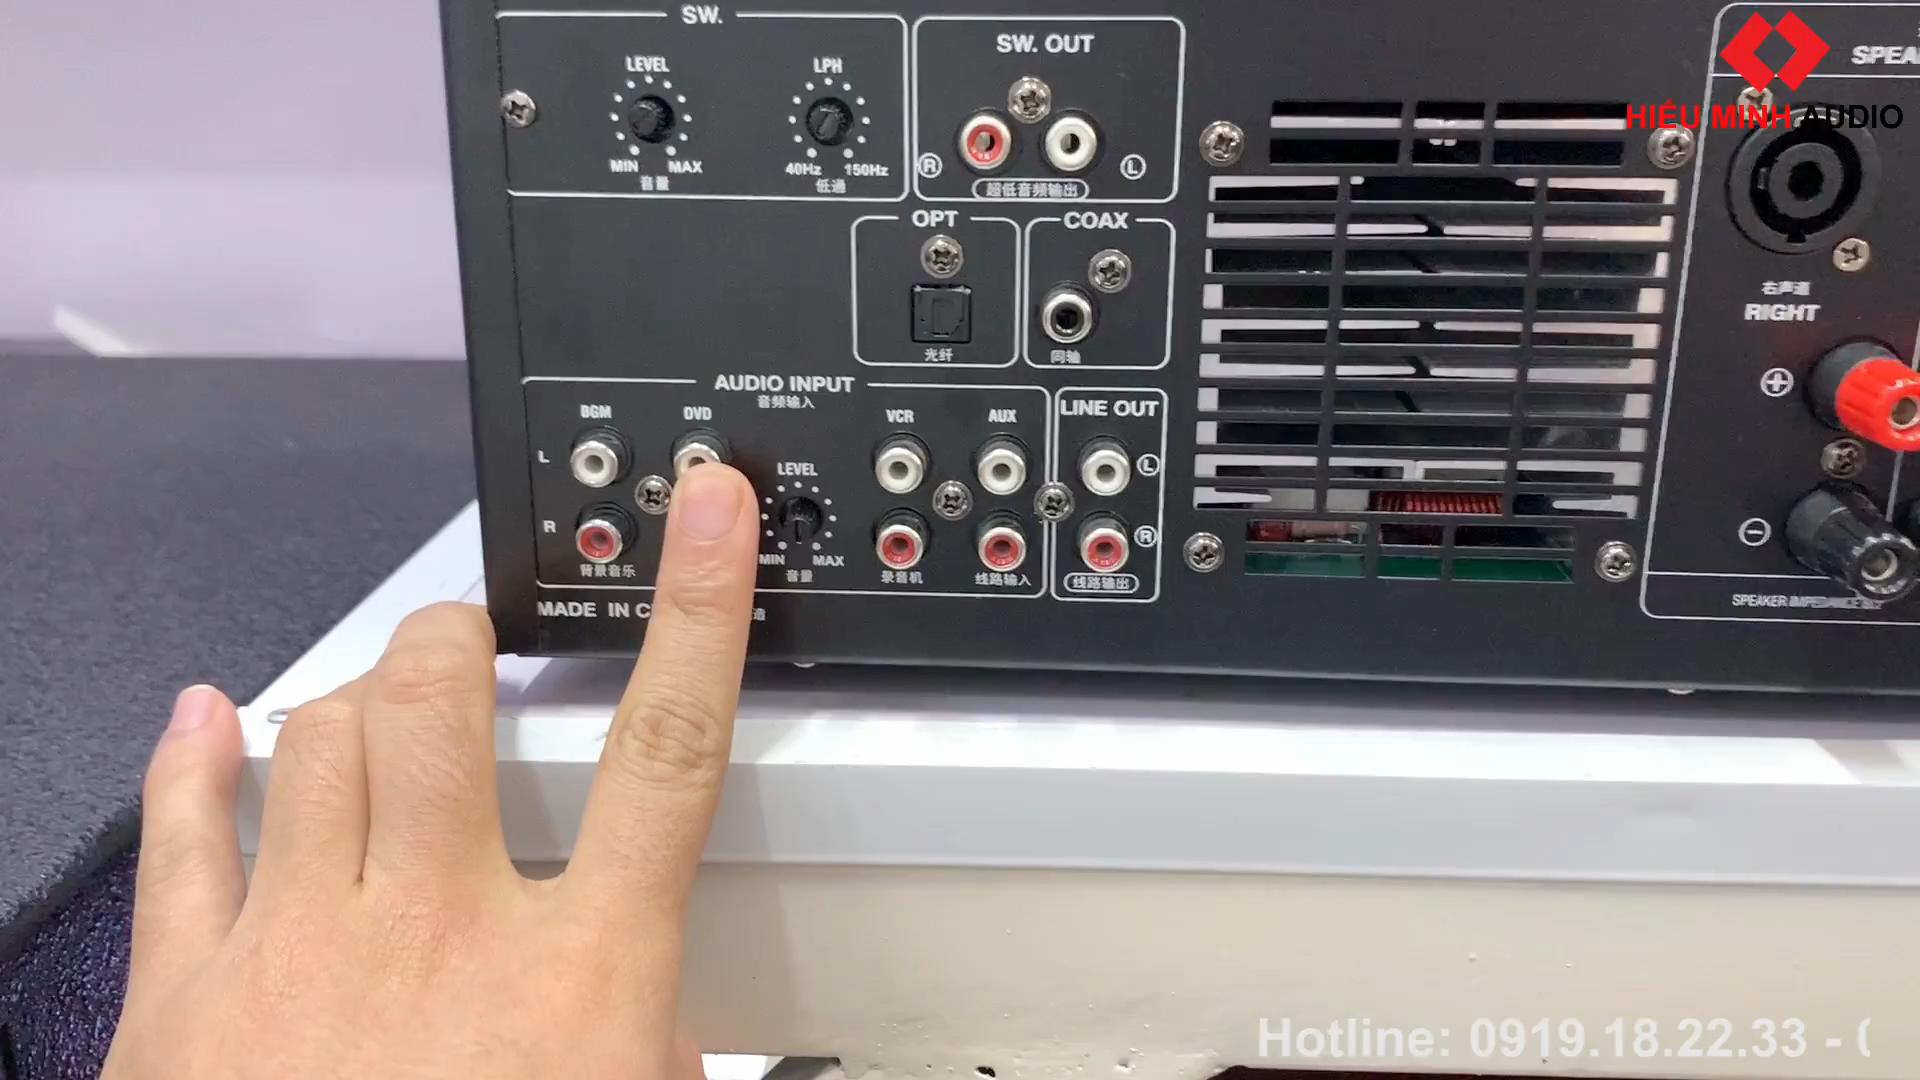 SW.
LEVEL
MIN MAX
音量
LPH
40Hz 150Hz
低通
SW. OUT
R
L
超低音频输出
OPT
光纤
COAX
同轴
AUDIO INPUT
音频输入
BGM
DVD
VCR
AUX
L
R
LEVEL
MIN MAX
音量
背景音乐
录音机
线路输入
LINE OUT
L
R
线路输出
MADE IN
造
右声道
RIGHT
+
-
SPEAKER IMPEDANCE
HIẾU MINH AUDIO
Hotline: 0919.18.22.33 -